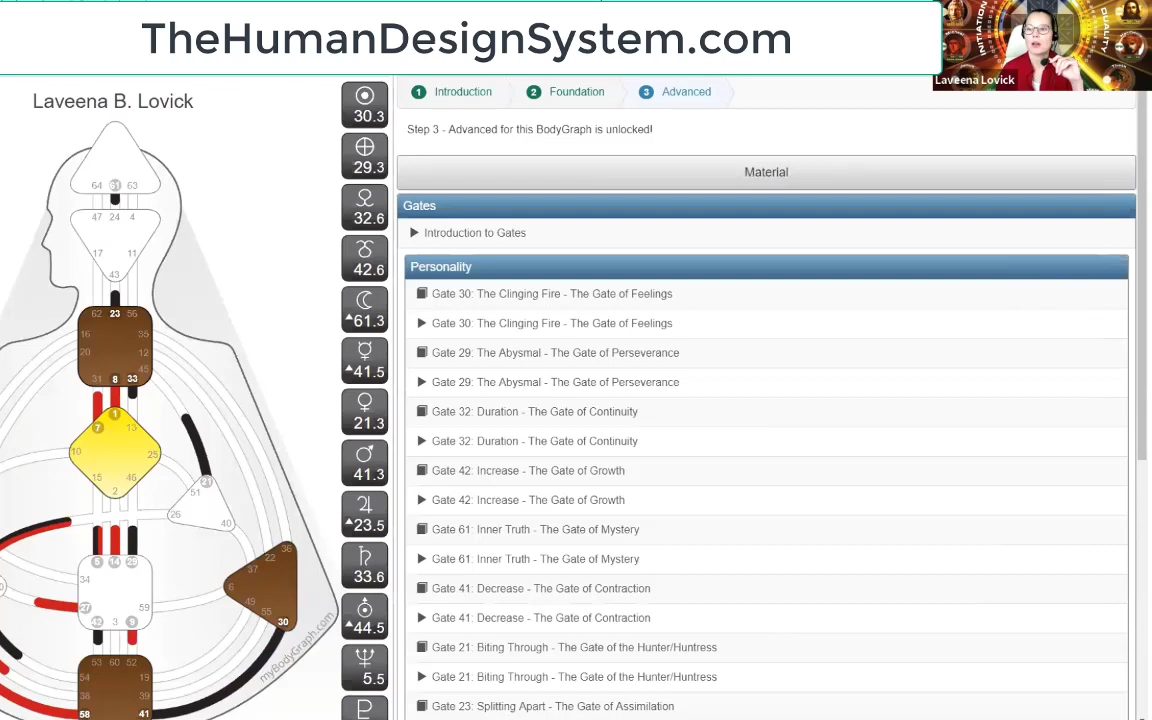 TheHumanDesignSystem.com
INITIATION
DUALITY
Laveena Lovick
Laveena B. Lovick
64 61 63
47 24 4
17 11
43
62 23 56
16 35
20 12
45
31 8 33
1
7 13
10 25
15 46
2
21
51
26 40
5 14 29
34
27 59
42 3 9
53 60 52
54 19
38 39
58 41
36
22
37
6
49
55
30
myBodyGraph.com
30.3
29.3
32.6
42.6
61.3
41.5
21.3
41.3
23.5
33.6
44.5
5.5
1 Introduction 2 Foundation 3 Advanced
Step 3 - Advanced for this BodyGraph is unlocked!
Material
Gates
Introduction to Gates
Personality
Gate 30: The Clinging Fire - The Gate of Feelings
Gate 30: The Clinging Fire - The Gate of Feelings
Gate 29: The Abysmal - The Gate of Perseverance
Gate 29: The Abysmal - The Gate of Perseverance
Gate 32: Duration - The Gate of Continuity
Gate 32: Duration - The Gate of Continuity
Gate 42: Increase - The Gate of Growth
Gate 42: Increase - The Gate of Growth
Gate 61: Inner Truth - The Gate of Mystery
Gate 61: Inner Truth - The Gate of Mystery
Gate 41: Decrease - The Gate of Contraction
Gate 41: Decrease - The Gate of Contraction
Gate 21: Biting Through - The Gate of the Hunter/Huntress
Gate 21: Biting Through - The Gate of the Hunter/Huntress
Gate 23: Splitting Apart - The Gate of Assimilation